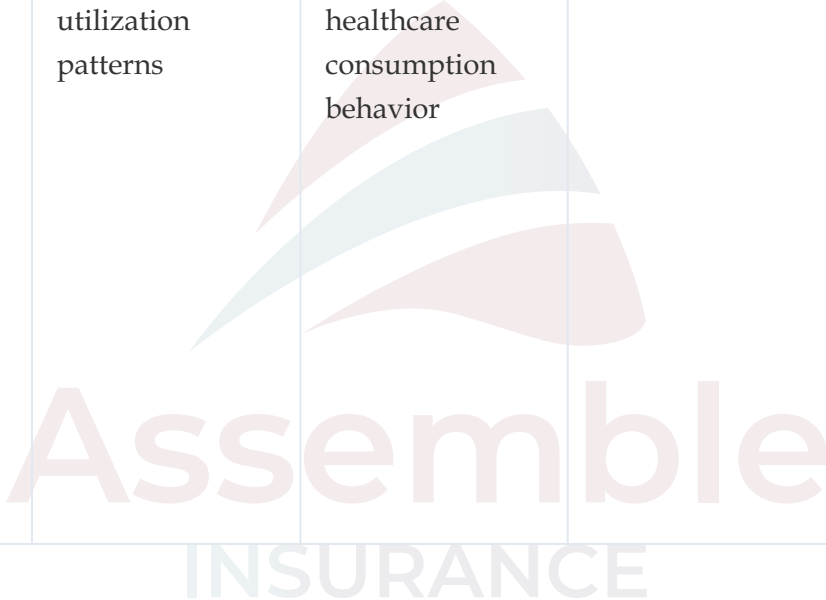 utilization
patterns
healthcare
consumption
behavior
Assemble
INSURANCE